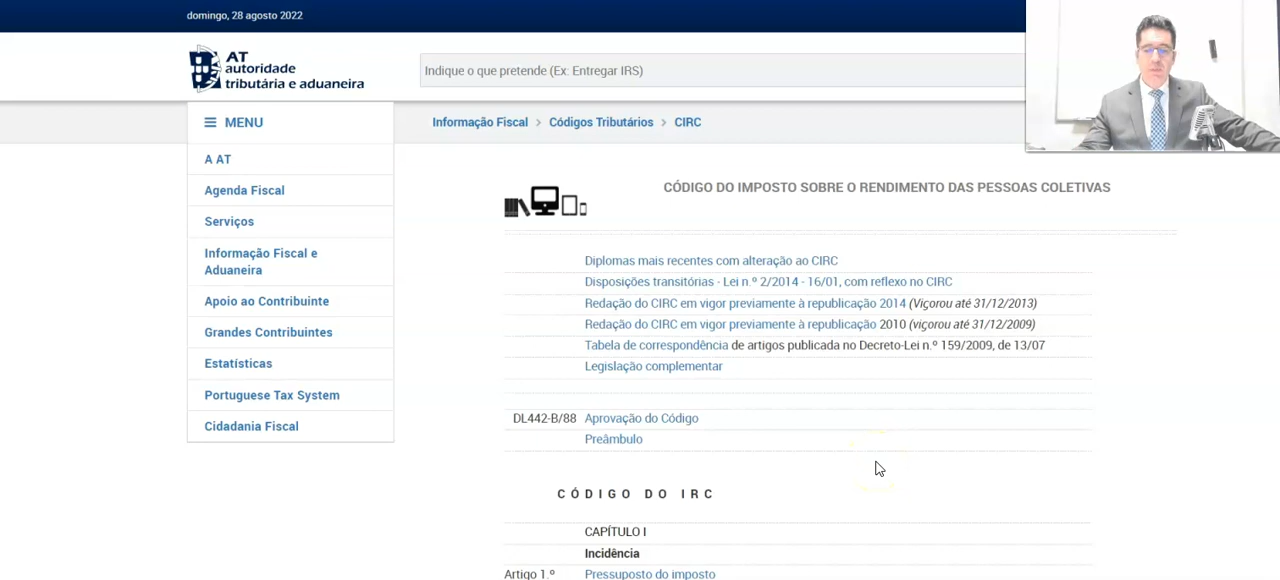 domingo, 28 agosto 2022
AT
autoridade
tributária e aduaneira
Indique o que pretende (Ex: Entregar IRS)
MENU
Informação Fiscal > Códigos Tributários > CIRC
A AT
Agenda Fiscal
Serviços
Informação Fiscal e
Aduaneira
Apoio ao Contribuinte
Grandes Contribuintes
Estatísticas
Portuguese Tax System
Cidadania Fiscal
CÓDIGO DO IMPOSTO SOBRE O RENDIMENTO DAS PESSOAS COLETIVAS
Diplomas mais recentes com alteração ao CIRC
Disposições transitórias - Lei n.º 2/2014 - 16/01, com reflexo no CIRC
Redação do CIRC em vigor previamente à republicação 2014 (Viçorou até 31/12/2013)
Redação do CIRC em vigor previamente à republicação 2010 (viçorou até 31/12/2009)
Tabela de correspondência de artigos publicada no Decreto-Lei n.º 159/2009, de 13/07
Legislação complementar
DL442-B/88 Aprovação do Código
Preâmbulo
CÓDIGO DO IRC
CAPÍTULO I
Incidência
Artigo 1.º Pressuposto do imposto